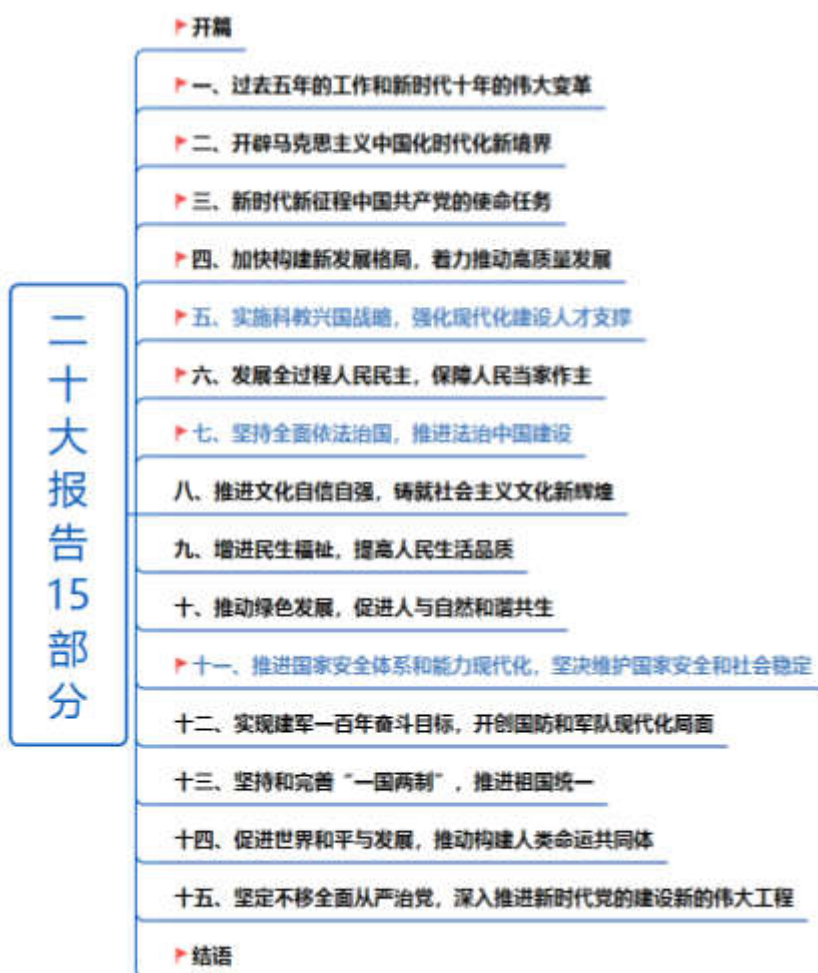 开篇
一、过去五年的工作和新时代十年的伟大变革
二、开辟马克思主义中国化时代化新境界
三、新时代新征程中国共产党的使命任务
四、加快构建新发展格局，着力推动高质量发展
五、实施科教兴国战略，强化现代化建设人才支撑
六、发展全过程人民民主，保障人民当家作主
七、坚持全面依法治国，推进法治中国建设
八、推进文化自信自强，铸就社会主义文化新辉煌
九、增进民生福祉，提高人民生活品质
十、推动绿色发展，促进人与自然和谐共生
十一、推进国家安全体系和能力现代化，坚决维护国家安全和社会稳定
十二、实现建军一百年奋斗目标，开创国防和军队现代化局面
十三、坚持和完善“一国两制”，推进祖国统一
十四、促进世界和平与发展，推动构建人类命运共同体
十五、坚定不移全面从严治党，深入推进新时代党的建设新的伟大工程
结语
二十大报告15部分